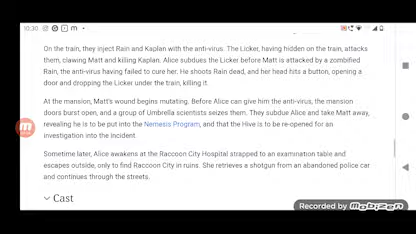 10.30
On the train, they inject Rain and Kaplan with the anti-virus. The Licker, having hidden on the train, attacks
them, clawing Matt and killing Kaplan. Alice subdues the Licker before Matt is attacked by a zombified
Rain, the anti-virus having failed to cure her. He shoots Rain dead, and her head hits a button, opening
a door and dropping the Licker under the train, killing it.
At the mansion, Matt's wound begins mutating. Before Alice can give him the anti-virus, the mansion
doors burst open, and a group of Umbrella scientists seize them. They subdue Alice and take Matt away,
revealing he is to be put into the Nemesis Program, and that the Hive is to be re-opened for an
investigation into the incident.
Sometime later, Alice awakens at the Raccoon City Hospital strapped to an examination table and
escapes outside, only to find Raccoon City in ruins. She retrieves a shotgun from an abandoned police car
and continues through the streets.
Cast
Recorded by
MOBIZEN